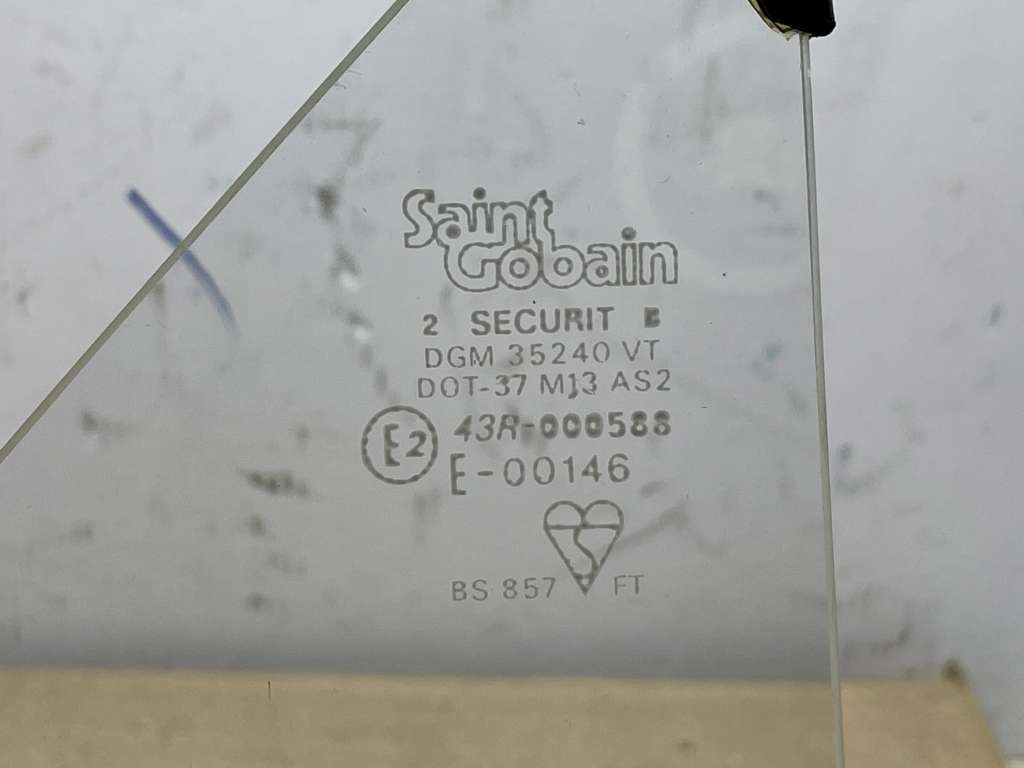 Saint
Gobain
2 SECURIT E
DGM 35240 VT
DOT-37 M13 AS2
E2 43R-000588
E-00146
BS 857 FT